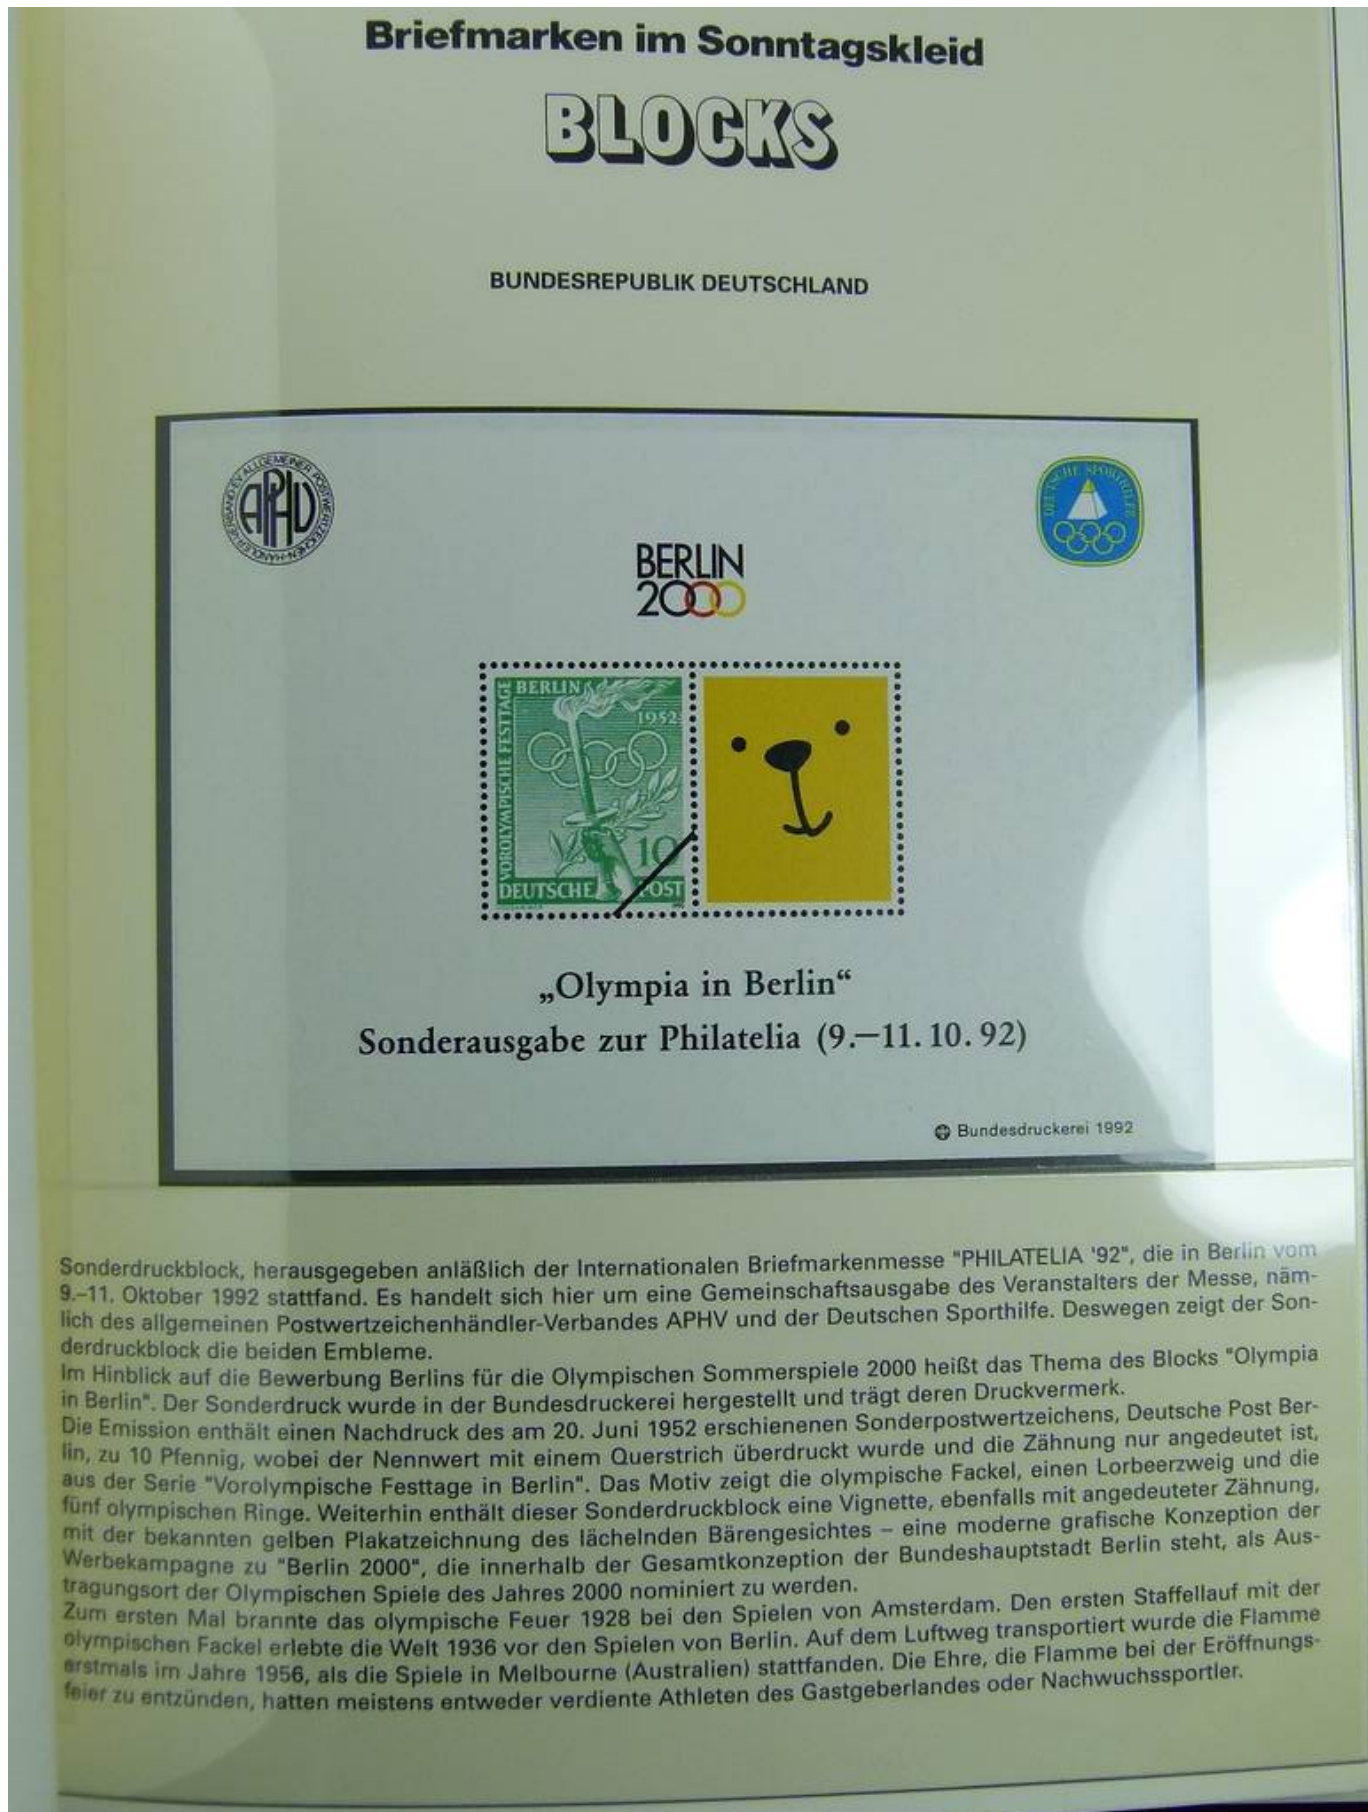 Briefmarken im Sonntagskleid
BLOCKS
BUNDESREPUBLIK DEUTSCHLAND
ALLGEMEINER POSTWERTZEICHEN-HÄNDLER-VERBAND E.V.
APHV
DEUTSCHE SPORTHILFE
BERLIN
2000
BERLIN
1952
VOROLYMPISCHE FESTTAGE
10
DEUTSCHE POST
„Olympia in Berlin“
Sonderausgabe zur Philatelia (9.–11. 10. 92)
Bundesdruckerei 1992
Sonderdruckblock, herausgegeben anläßlich der Internationalen Briefmarkenmesse "PHILATELIA '92", die in Berlin vom
9.–11. Oktober 1992 stattfand. Es handelt sich hier um eine Gemeinschaftsausgabe des Veranstalters der Messe, näm-
lich des allgemeinen Postwertzeichenhändler-Verbandes APHV und der Deutschen Sporthilfe. Deswegen zeigt der Son-
derdruckblock die beiden Embleme.
Im Hinblick auf die Bewerbung Berlins für die Olympischen Sommerspiele 2000 heißt das Thema des Blocks "Olympia
in Berlin". Der Sonderdruck wurde in der Bundesdruckerei hergestellt und trägt deren Druckvermerk.
Die Emission enthält einen Nachdruck des am 20. Juni 1952 erschienenen Sonderpostwertzeichens, Deutsche Post Ber-
lin, zu 10 Pfennig, wobei der Nennwert mit einem Querstrich überdruckt wurde und die Zähnung nur angedeutet ist,
aus der Serie "Vorolympische Festtage in Berlin". Das Motiv zeigt die olympische Fackel, einen Lorbeerzweig und die
fünf olympischen Ringe. Weiterhin enthält dieser Sonderdruckblock eine Vignette, ebenfalls mit angedeuteter Zähnung,
mit der bekannten gelben Plakatzeichnung des lächelnden Bärengesichtes – eine moderne grafische Konzeption der
Werbekampagne zu "Berlin 2000", die innerhalb der Gesamtkonzeption der Bundeshauptstadt Berlin steht, als Aus-
tragungsort der Olympischen Spiele des Jahres 2000 nominiert zu werden.
Zum ersten Mal brannte das olympische Feuer 1928 bei den Spielen von Amsterdam. Den ersten Staffellauf mit der
olympischen Fackel erlebte die Welt 1936 vor den Spielen von Berlin. Auf dem Luftweg transportiert wurde die Flamme
erstmals im Jahre 1956, als die Spiele in Melbourne (Australien) stattfanden. Die Ehre, die Flamme bei der Eröffnungs-
feier zu entzünden, hatten meistens entweder verdiente Athleten des Gastgeberlandes oder Nachwuchssportler.